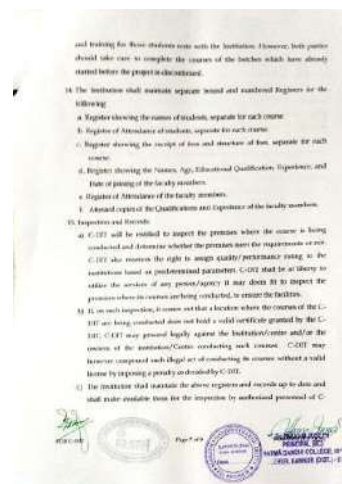 and training for those students rests with the Institution. However, both parties
should take care to complete the courses of the batches which have already
started before the project is discontinued.
14. The Institution shall maintain separate bound and numbered Registers for the
following
a. Register showing the names of students, separate for each course
b. Register of Attendance of students, separate for each course
c. Register showing the receipt of fees and structure of fees, separate for each
course.
d. Register showing the Names, Age, Educational Qualification, Experience, and
Date of joining of the faculty members.
e. Register of Attendance of the faculty members.
f. Attested copies of the Qualifications and Experience of the faculty members.
15. Inspection and Records
a) C-DIT will be entitled to inspect the premises where the course is being
conducted and determine whether the premises meet the requirements or not.
C-DIT also reserves the right to assign quality/performance rating to the
institutions based on predetermined parameters. C-DIT shall be at liberty to
utilize the services of any person/agency it may deem fit to inspect the
premises where its courses are being conducted, to ensure the facilities.
b) If, on such inspection, it comes out that a location where the courses of the C-
DIT are being conducted does not hold a valid certificate granted by the C-
DIT, C-DIT may proceed legally against the Institution/centre and/or the
owners of the institution/Centre conducting such courses. C-DIT may
however compound such illegal act of conducting its courses without a valid
license by imposing a penalty as decided by C-DIT.
c) The Institution shall maintain the above registers and records up to date and
shall make available them for the inspection by authorized personnel of C-
Page 7 of 9
PRINCIPAL